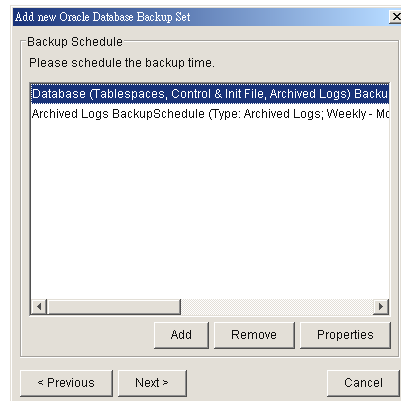 Add new Oracle Database Backup Set
Backup Schedule
Please schedule the backup time.
Database (Tablespaces, Control & Init File, Archived Logs) Backu
Archived Logs BackupSchedule (Type: Archived Logs; Weekly - Mo
Add Remove Properties
< Previous Next > Cancel